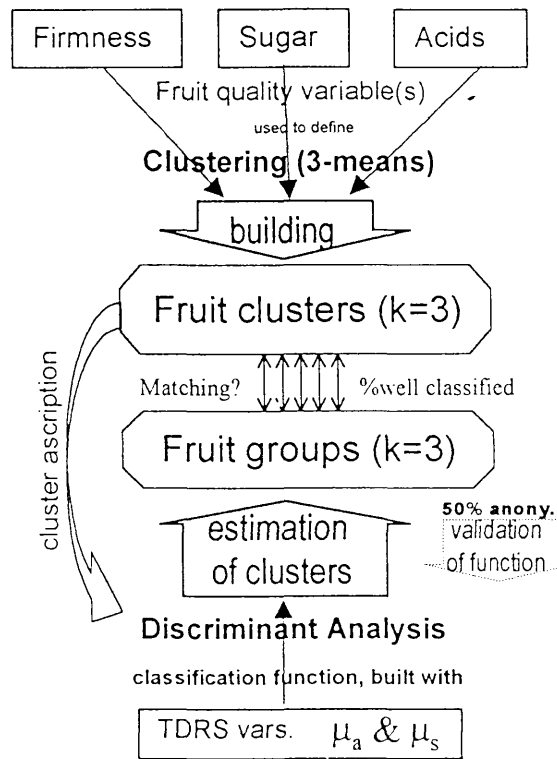 Firmness Sugar Acids
Fruit quality variable(s)
used to define
Clustering (3-means)
building
Fruit clusters (k=3)
cluster ascription
Matching? %well classified
Fruit groups (k=3)
50% anony.
validation
of function
estimation
of clusters
Discriminant Analysis
classification function, built with
TDRS vars. μa & μs